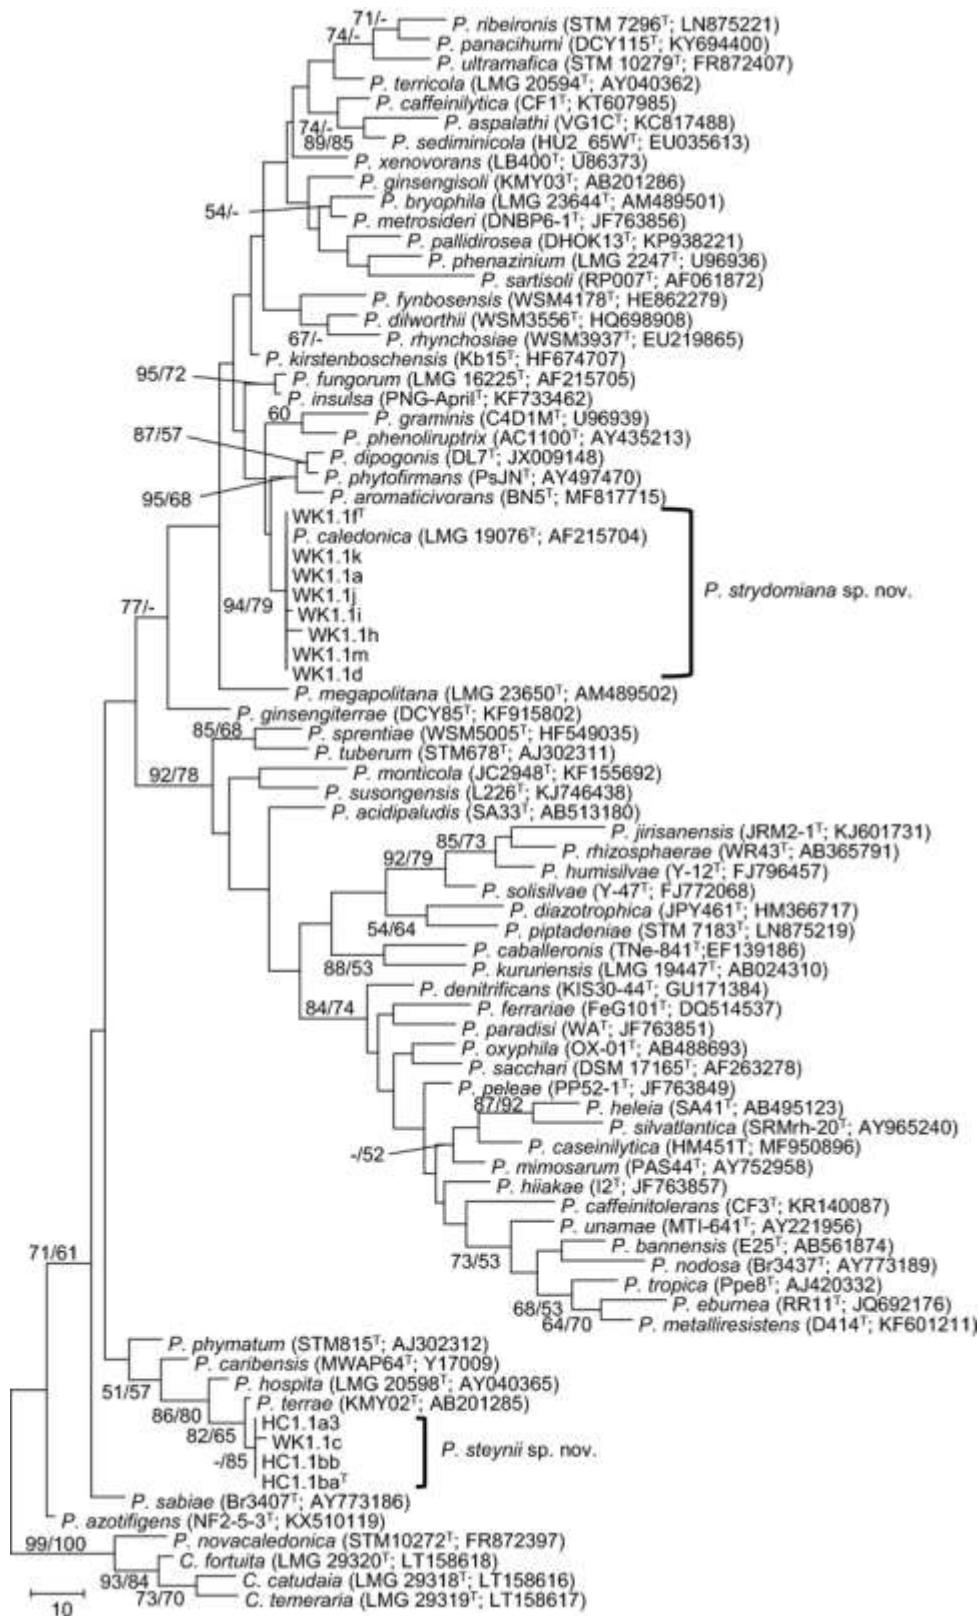 71/-
P. ribeironis (STM 7296ᵀ; LN875221)
74/-
P. panacihumi (DCY115ᵀ; KY694400)
P. ultramafica (STM 10279ᵀ; FR872407)
P. terricola (LMG 20594ᵀ; AY040362)
P. caffeinilytica (CF1ᵀ; KT607985)
P. aspalathi (VG1Cᵀ; KC817488)
74/-
89/85
P. sediminicola (HU2_65Wᵀ; EU035613)
P. xenovorans (LB400ᵀ; U86373)
P. ginsengisoli (KMY03ᵀ; AB201286)
P. bryophila (LMG 23644ᵀ; AM489501)
54/-
P. metrosideri (DNBP6-1ᵀ; JF763856)
P. pallidirosea (DHOK13ᵀ; KP938221)
P. phenazinium (LMG 2247ᵀ; U96936)
P. sartisoli (RP007ᵀ; AF061872)
P. fynbosensis (WSM4178ᵀ; HE862279)
P. dilworthii (WSM3556ᵀ; HQ698908)
67/-
P. rhynchosiae (WSM3937ᵀ; EU219865)
P. kirstenboschensis (Kb15ᵀ; HF674707)
95/72
P. fungorum (LMG 16225ᵀ; AF215705)
P. insulsa (PNG-Aprilᵀ; KF733462)
60
P. graminis (C4D1Mᵀ; U96939)
87/57
P. phenoliruptrix (AC1100ᵀ; AY435213)
P. dipogonis (DL7ᵀ; JX009148)
P. phytofirmans (PsJNᵀ; AY497470)
95/68
P. aromaticivorans (BN5ᵀ; MF817715)
WK1.1fᵀ
P. caledonica (LMG 19076ᵀ; AF215704)
WK1.1k
WK1.1a
P. strydomiana sp. nov.
WK1.1j
77/-
94/79
WK1.1i
WK1.1h
WK1.1m
WK1.1d
P. megapolitana (LMG 23650ᵀ; AM489502)
P. ginsengiterrae (DCY85ᵀ; KF915802)
85/68
P. sprentiae (WSM5005ᵀ; HF549035)
P. tuberum (STM678ᵀ; AJ302311)
92/78
P. monticola (JC2948ᵀ; KF155692)
P. susongensis (L226ᵀ; KJ746438)
P. acidipaludis (SA33ᵀ; AB513180)
P. jirisanensis (JRM2-1ᵀ; KJ601731)
85/73
P. rhizosphaerae (WR43ᵀ; AB365791)
92/79
P. humisilvae (Y-12ᵀ; FJ796457)
P. solisilvae (Y-47ᵀ; FJ772068)
P. diazotrophica (JPY461ᵀ; HM366717)
54/64
P. piptadeniae (STM 7183ᵀ; LN875219)
P. caballeronis (TNe-841ᵀ;EF139186)
88/53
P. kururiensis (LMG 19447ᵀ; AB024310)
P. denitrificans (KIS30-44ᵀ; GU171384)
84/74
P. ferrariae (FeG101ᵀ; DQ514537)
P. paradisi (WAᵀ; JF763851)
P. oxyphila (OX-01ᵀ; AB488693)
P. sacchari (DSM 17165ᵀ; AF263278)
P. peleae (PP52-1ᵀ; JF763849)
87/92
P. heleia (SA41ᵀ; AB495123)
P. silvatlantica (SRMrh-20ᵀ; AY965240)
-/52
P. caseinilytica (HM451T; MF950896)
P. mimosarum (PAS44ᵀ; AY752958)
P. hiiakae (I2ᵀ; JF763857)
P. caffeinitolerans (CF3ᵀ; KR140087)
P. unamae (MTI-641ᵀ; AY221956)
71/61
73/53
P. bannensis (E25ᵀ; AB561874)
P. nodosa (Br3437ᵀ; AY773189)
P. tropica (Ppe8ᵀ; AJ420332)
68/53
P. eburnea (RR11ᵀ; JQ692176)
64/70
P. metalliresistens (D414ᵀ; KF601211)
P. phymatum (STM815ᵀ; AJ302312)
P. caribensis (MWAP64ᵀ; Y17009)
51/57
P. hospita (LMG 20598ᵀ; AY040365)
P. terrae (KMY02ᵀ; AB201285)
86/80
HC1.1a3
82/65
WK1.1c
P. steynii sp. nov.
-/85
HC1.1bb
HC1.1baᵀ
P. sabiae (Br3407ᵀ; AY773186)
P. azotifigens (NF2-5-3ᵀ; KX510119)
99/100
P. novacaledonica (STM10272ᵀ; FR872397)
C. fortuita (LMG 29320ᵀ; LT158618)
93/84
C. catudaia (LMG 29318ᵀ; LT158616)
73/70
C. temeraria (LMG 29319ᵀ; LT158617)
10